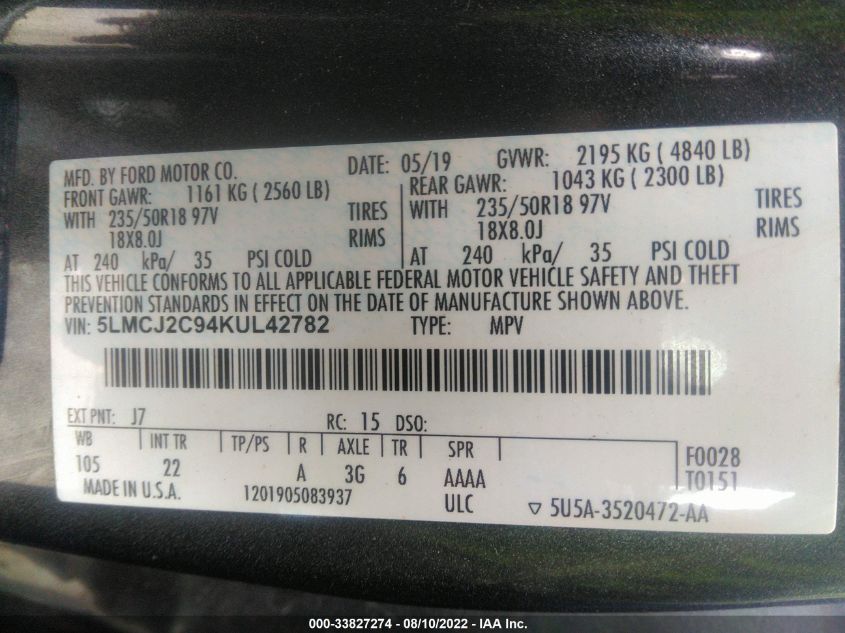 MFD. BY FORD MOTOR CO. DATE: 05/19 GVWR: 2195 KG ( 4840 LB)
FRONT GAWR: 1161 KG ( 2560 LB) REAR GAWR: 1043 KG ( 2300 LB)
WITH 235/50R18 97V TIRES WITH 235/50R18 97V TIRES
18X8.0J RIMS 18X8.0J RIMS
AT 240 kPa/ 35 PSI COLD AT 240 kPa/ 35 PSI COLD
THIS VEHICLE CONFORMS TO ALL APPLICABLE FEDERAL MOTOR VEHICLE SAFETY AND THEFT
PREVENTION STANDARDS IN EFFECT ON THE DATE OF MANUFACTURE SHOWN ABOVE.
VIN: 5LMCJ2C94KUL42782 TYPE: MPV
EXT PNT: J7 RC: 15 DSO:
WB INT TR TP/PS R AXLE TR SPR
105 22 A 3G 6 AAAA F0028
T0151
MADE IN U.S.A. 1201905083937 ULC ▽ 5U5A-3520472-AA
000-33827274 - 08/10/2022 - IAA Inc.